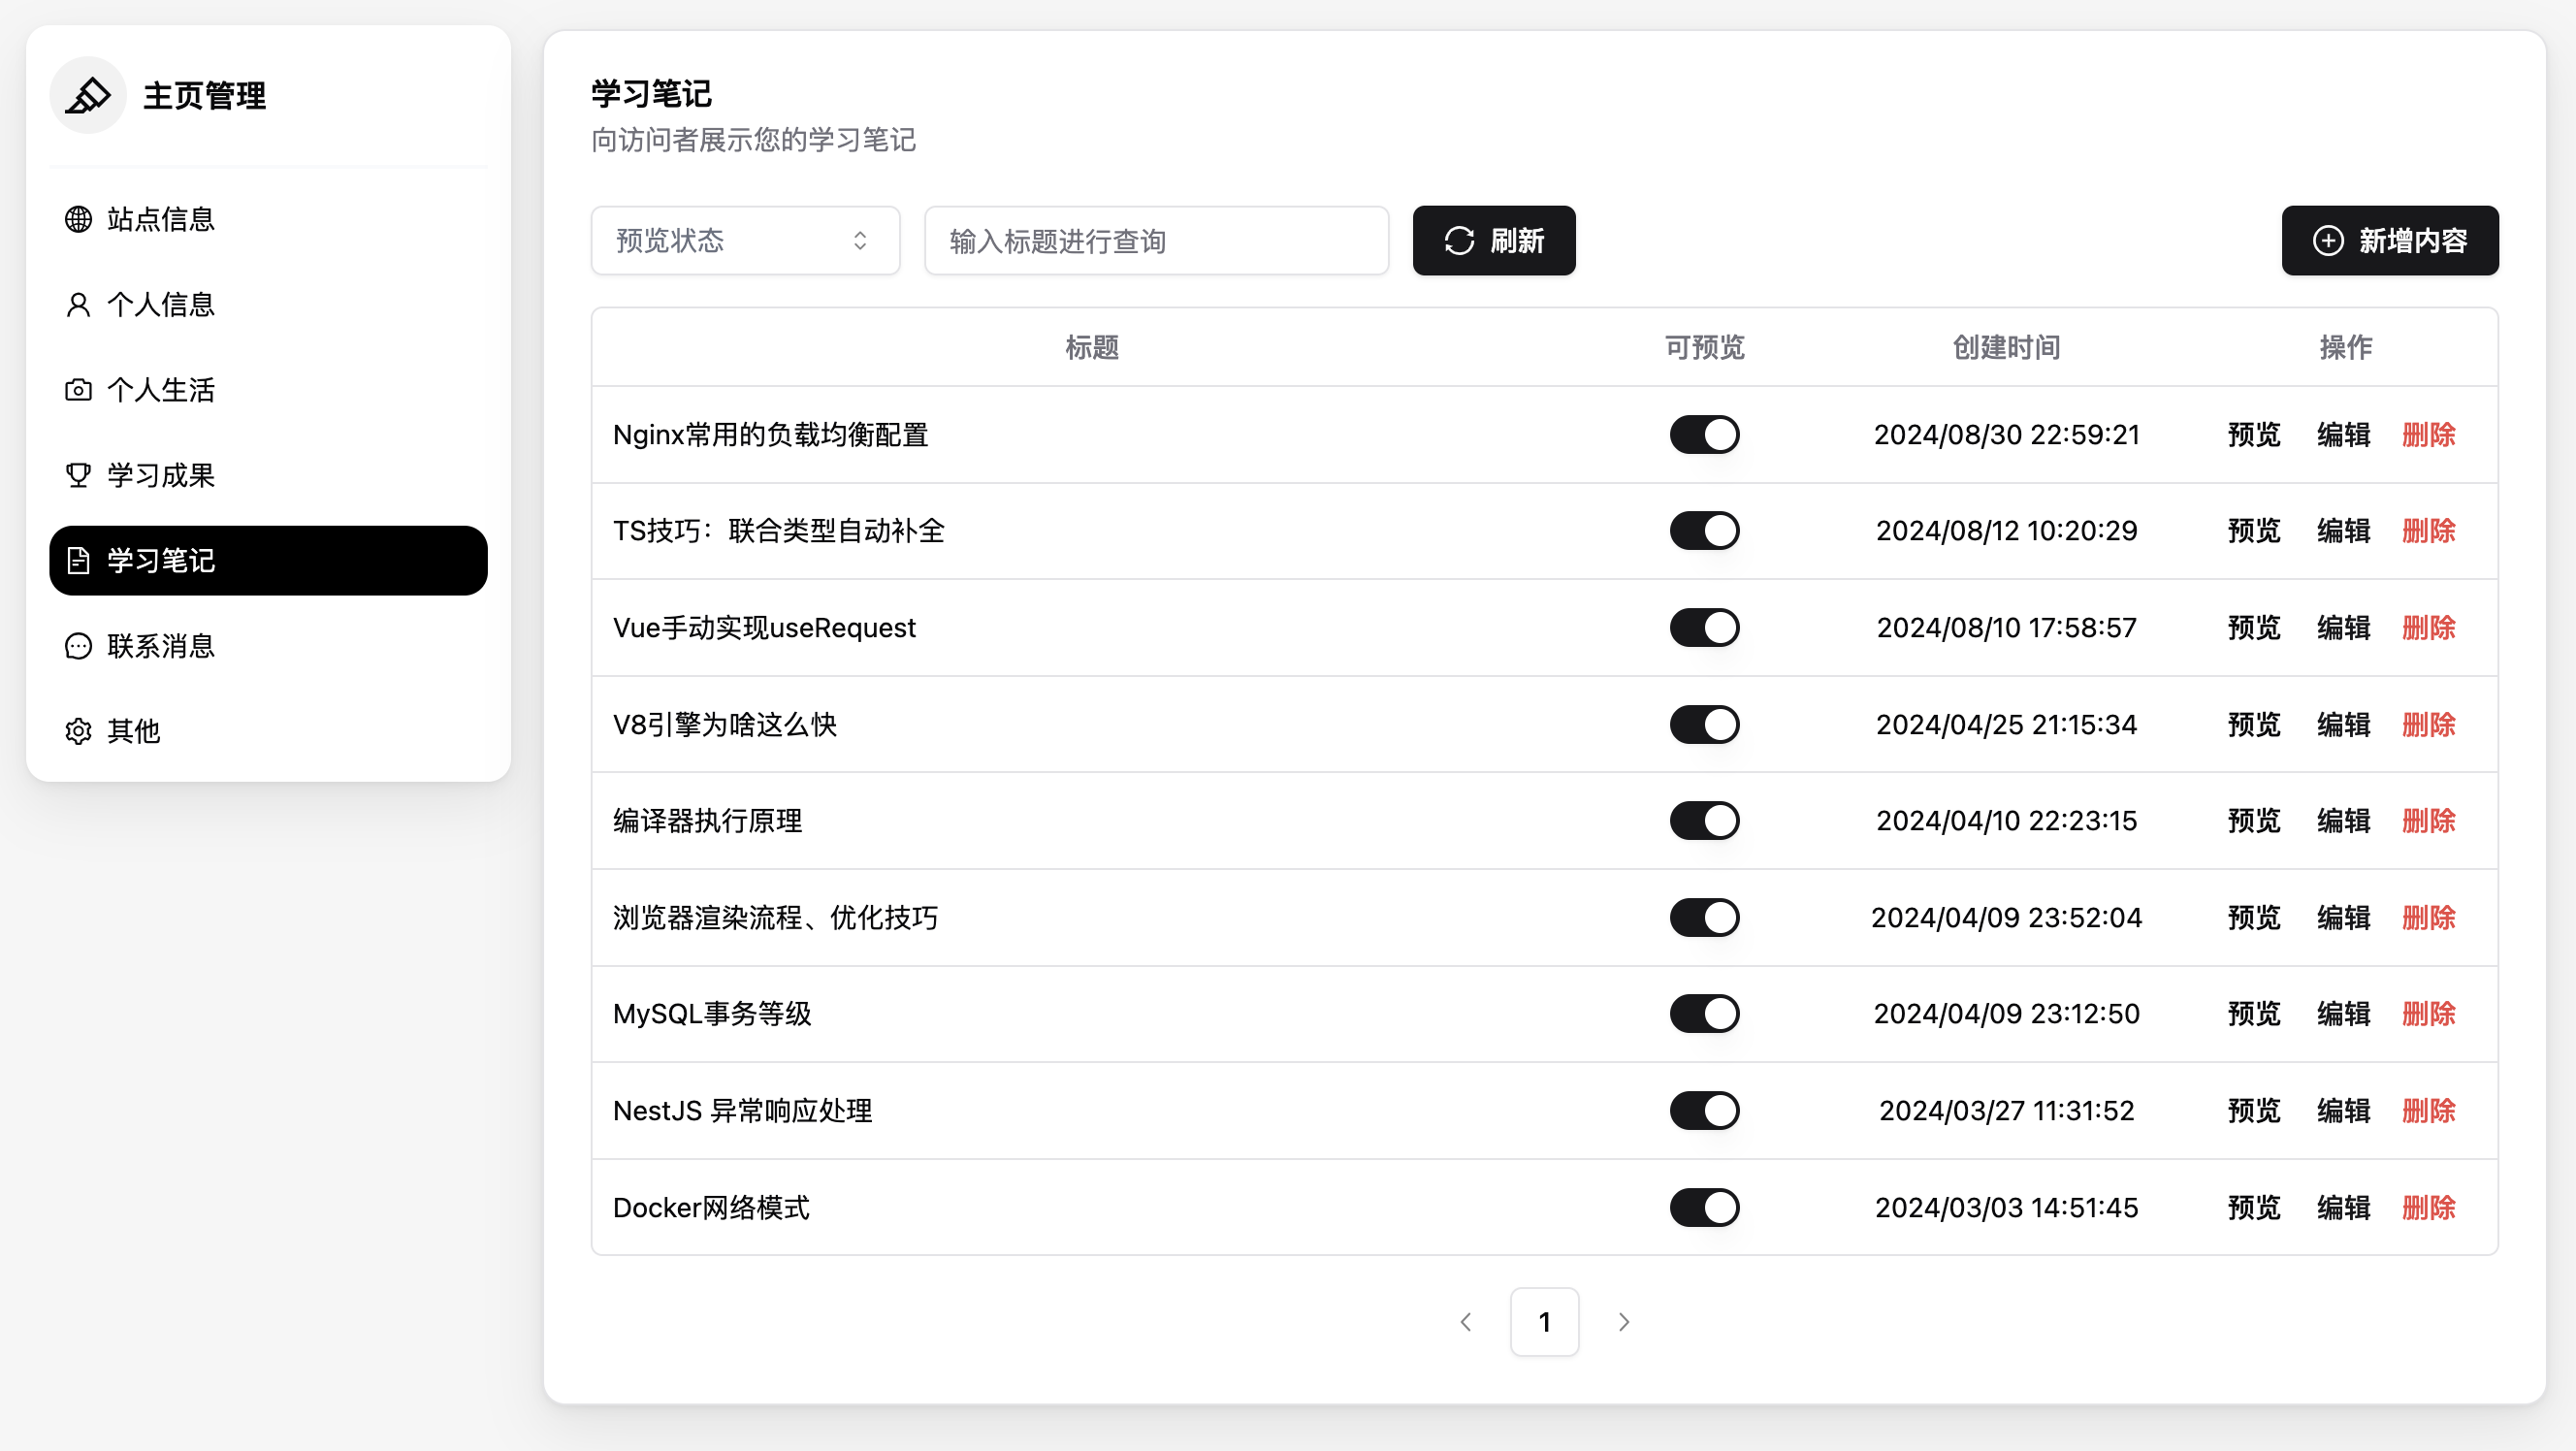 主页管理
站点信息
个人信息
个人生活
学习成果
学习笔记
联系消息
其他
学习笔记
向访问者展示您的学习笔记
预览状态 输入标题进行查询 刷新 新增内容
标题 可预览 创建时间 操作
Nginx常用的负载均衡配置 2024/08/30 22:59:21 预览 编辑 删除
TS技巧：联合类型自动补全 2024/08/12 10:20:29 预览 编辑 删除
Vue手动实现useRequest 2024/08/10 17:58:57 预览 编辑 删除
V8引擎为啥这么快 2024/04/25 21:15:34 预览 编辑 删除
编译器执行原理 2024/04/10 22:23:15 预览 编辑 删除
浏览器渲染流程、优化技巧 2024/04/09 23:52:04 预览 编辑 删除
MySQL事务等级 2024/04/09 23:12:50 预览 编辑 删除
NestJS 异常响应处理 2024/03/27 11:31:52 预览 编辑 删除
Docker网络模式 2024/03/03 14:51:45 预览 编辑 删除
1